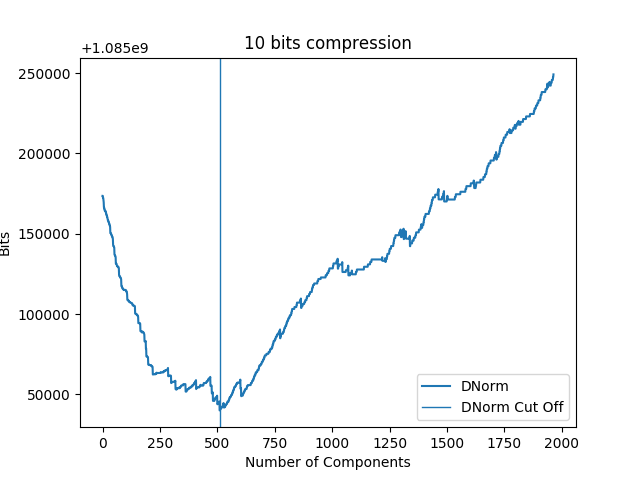 10 bits compression
+1.085e9
250000
200000
150000
100000
50000
Bits
0 250 500 750 1000 1250 1500 1750 2000
Number of Components
DNorm
DNorm Cut Off